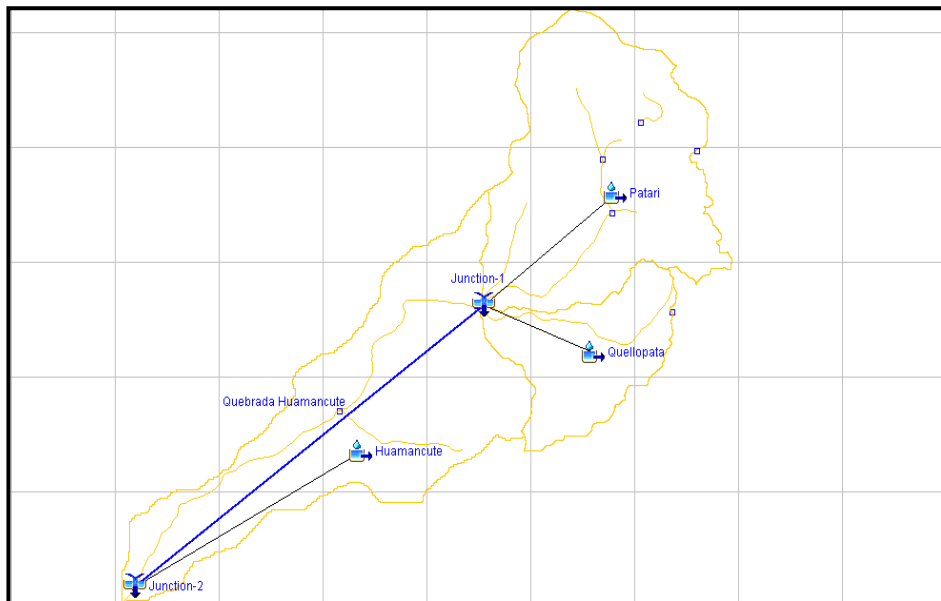 Patari
Junction-1
Quellopata
Quebrada Huamancute
Huamancute
Junction-2